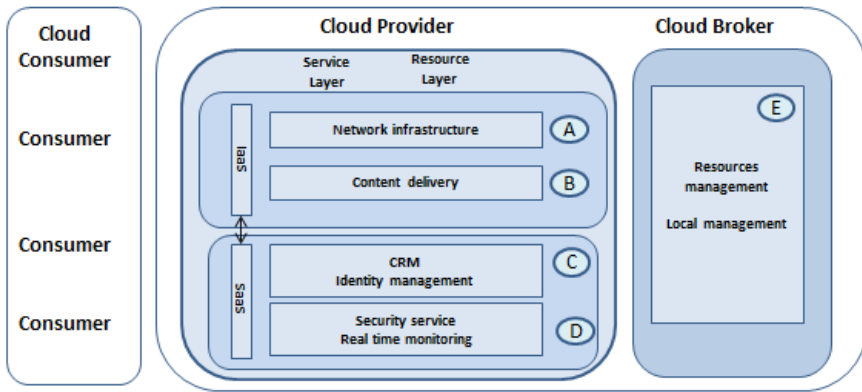 Cloud
Consumer
Consumer
Consumer
Consumer
Cloud Provider
Service
Layer
Resource
Layer
IaaS
Network infrastructure
A
Content delivery
B
SaaS
CRM
Identity management
C
Security service
Real time monitoring
D
Cloud Broker
E
Resources
management
Local management